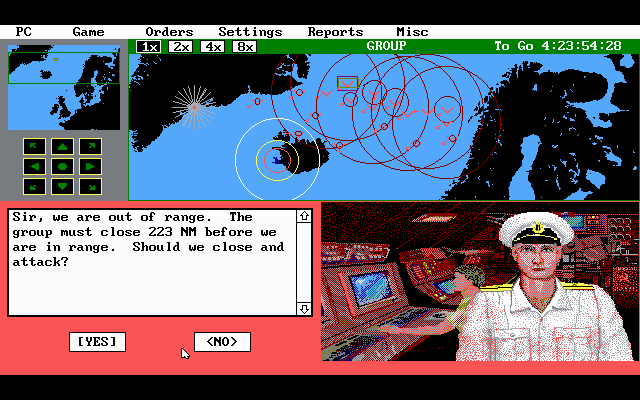 PC Game Orders Settings Reports Misc
1x 2x 4x 8x GROUP To Go 4:23:54:28
Sir, we are out of range. The
group must close 223 NM before we
are in range. Should we close and
attack?
[YES] <NO>